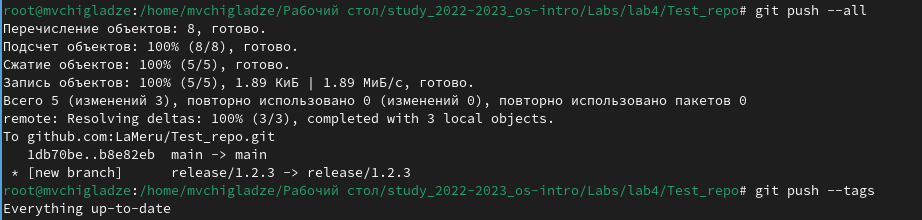 root@mvchigladze:/home/mvchigladze/Рабочий стол/study_2022-2023_os-intro/Labs/lab4/Test_repo# git push --all
Перечисление объектов: 8, готово.
Подсчет объектов: 100% (8/8), готово.
Сжатие объектов: 100% (5/5), готово.
Запись объектов: 100% (5/5), 1.89 КиБ | 1.89 МиБ/с, готово.
Всего 5 (изменений 3), повторно использовано 0 (изменений 0), повторно использовано пакетов 0
remote: Resolving deltas: 100% (3/3), completed with 3 local objects.
To github.com:LaMeru/Test_repo.git
   1db70be..b8e82eb  main -> main
 * [new branch]      release/1.2.3 -> release/1.2.3
root@mvchigladze:/home/mvchigladze/Рабочий стол/study_2022-2023_os-intro/Labs/lab4/Test_repo# git push --tags
Everything up-to-date